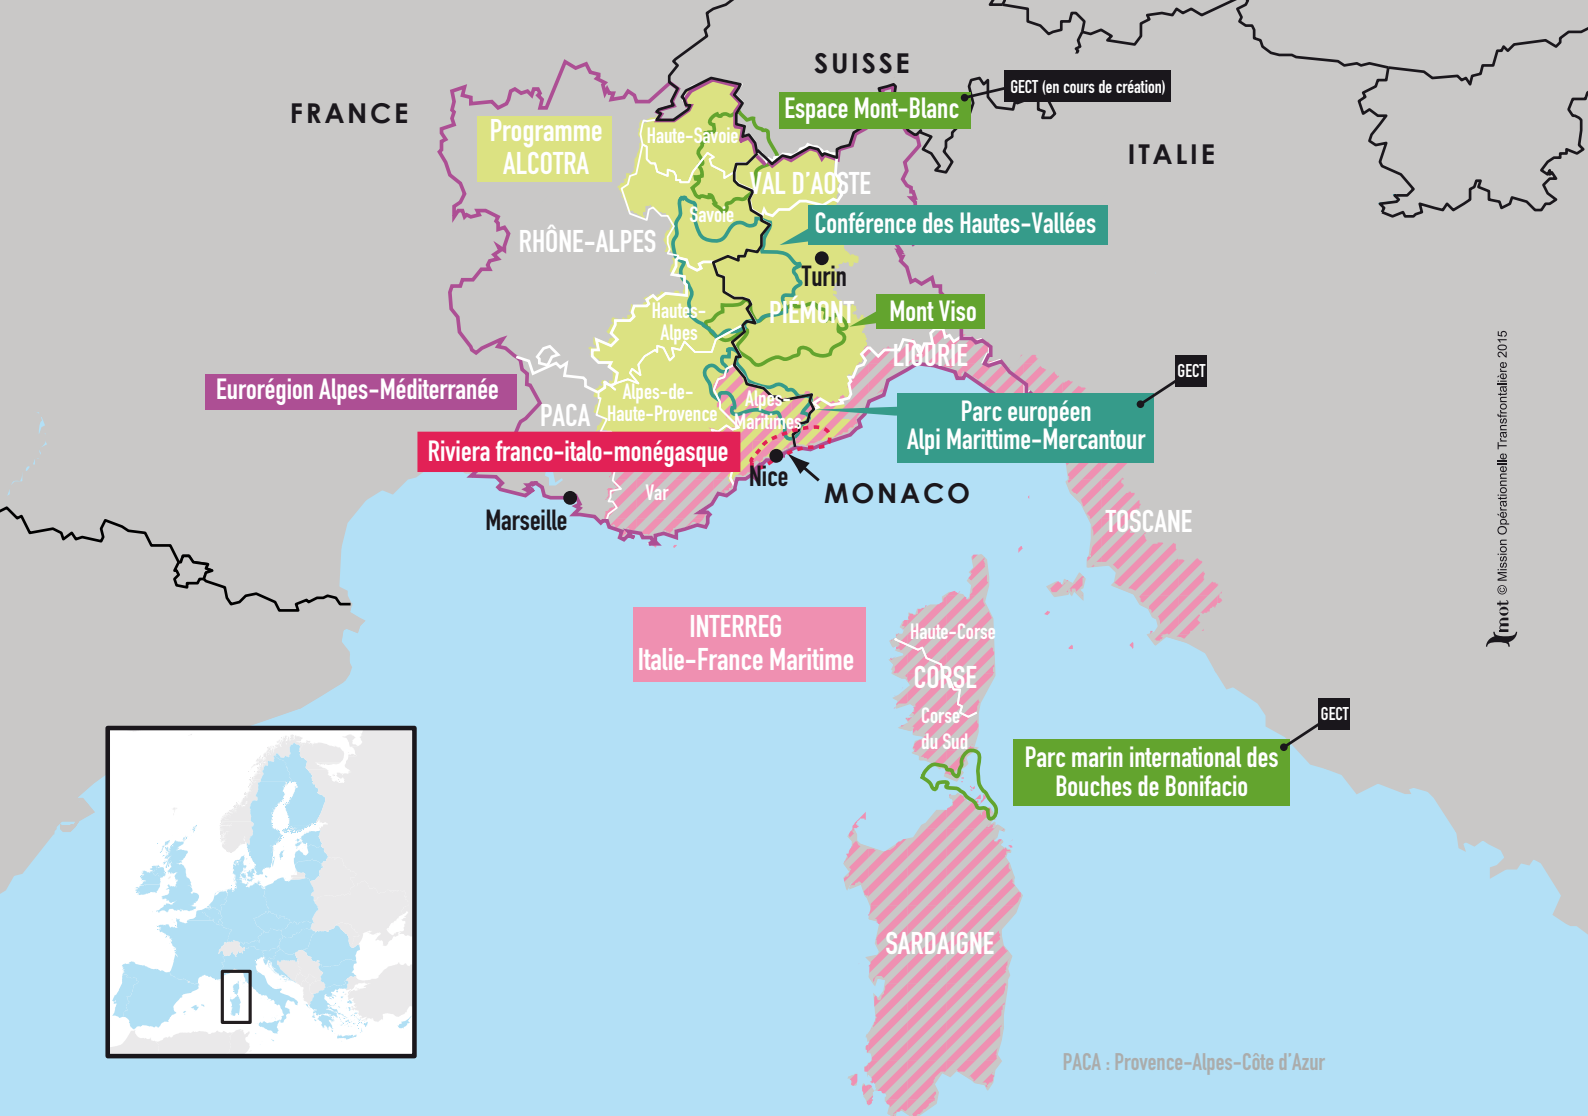 SUISSE
FRANCE
GECT (en cours de création)
Espace Mont-Blanc
Programme
ALCOTRA
Haute-Savoie
ITALIE
VAL D'AOSTE
Savoie
Conférence des Hautes-Vallées
RHÔNE-ALPES
Turin
Hautes-
Alpes
PIEMONT
Mont Viso
LIGURIE
GECT
Eurorégion Alpes-Méditerranée
Alpes-de-
Haute-Provence
PACA
Alpes-
Maritimes
Parc européen
Alpi Marittime-Mercantour
Riviera franco-italo-monégasque
Nice
MONACO
Var
Marseille
TOSCANE
mot © Mission Opérationnelle Transfrontalière 2015
INTERREG
Italie-France Maritime
Haute-Corse
CORSE
Corse
du Sud
GECT
Parc marin international des
Bouches de Bonifacio
SARDAIGNE
PACA : Provence-Alpes-Côte d'Azur